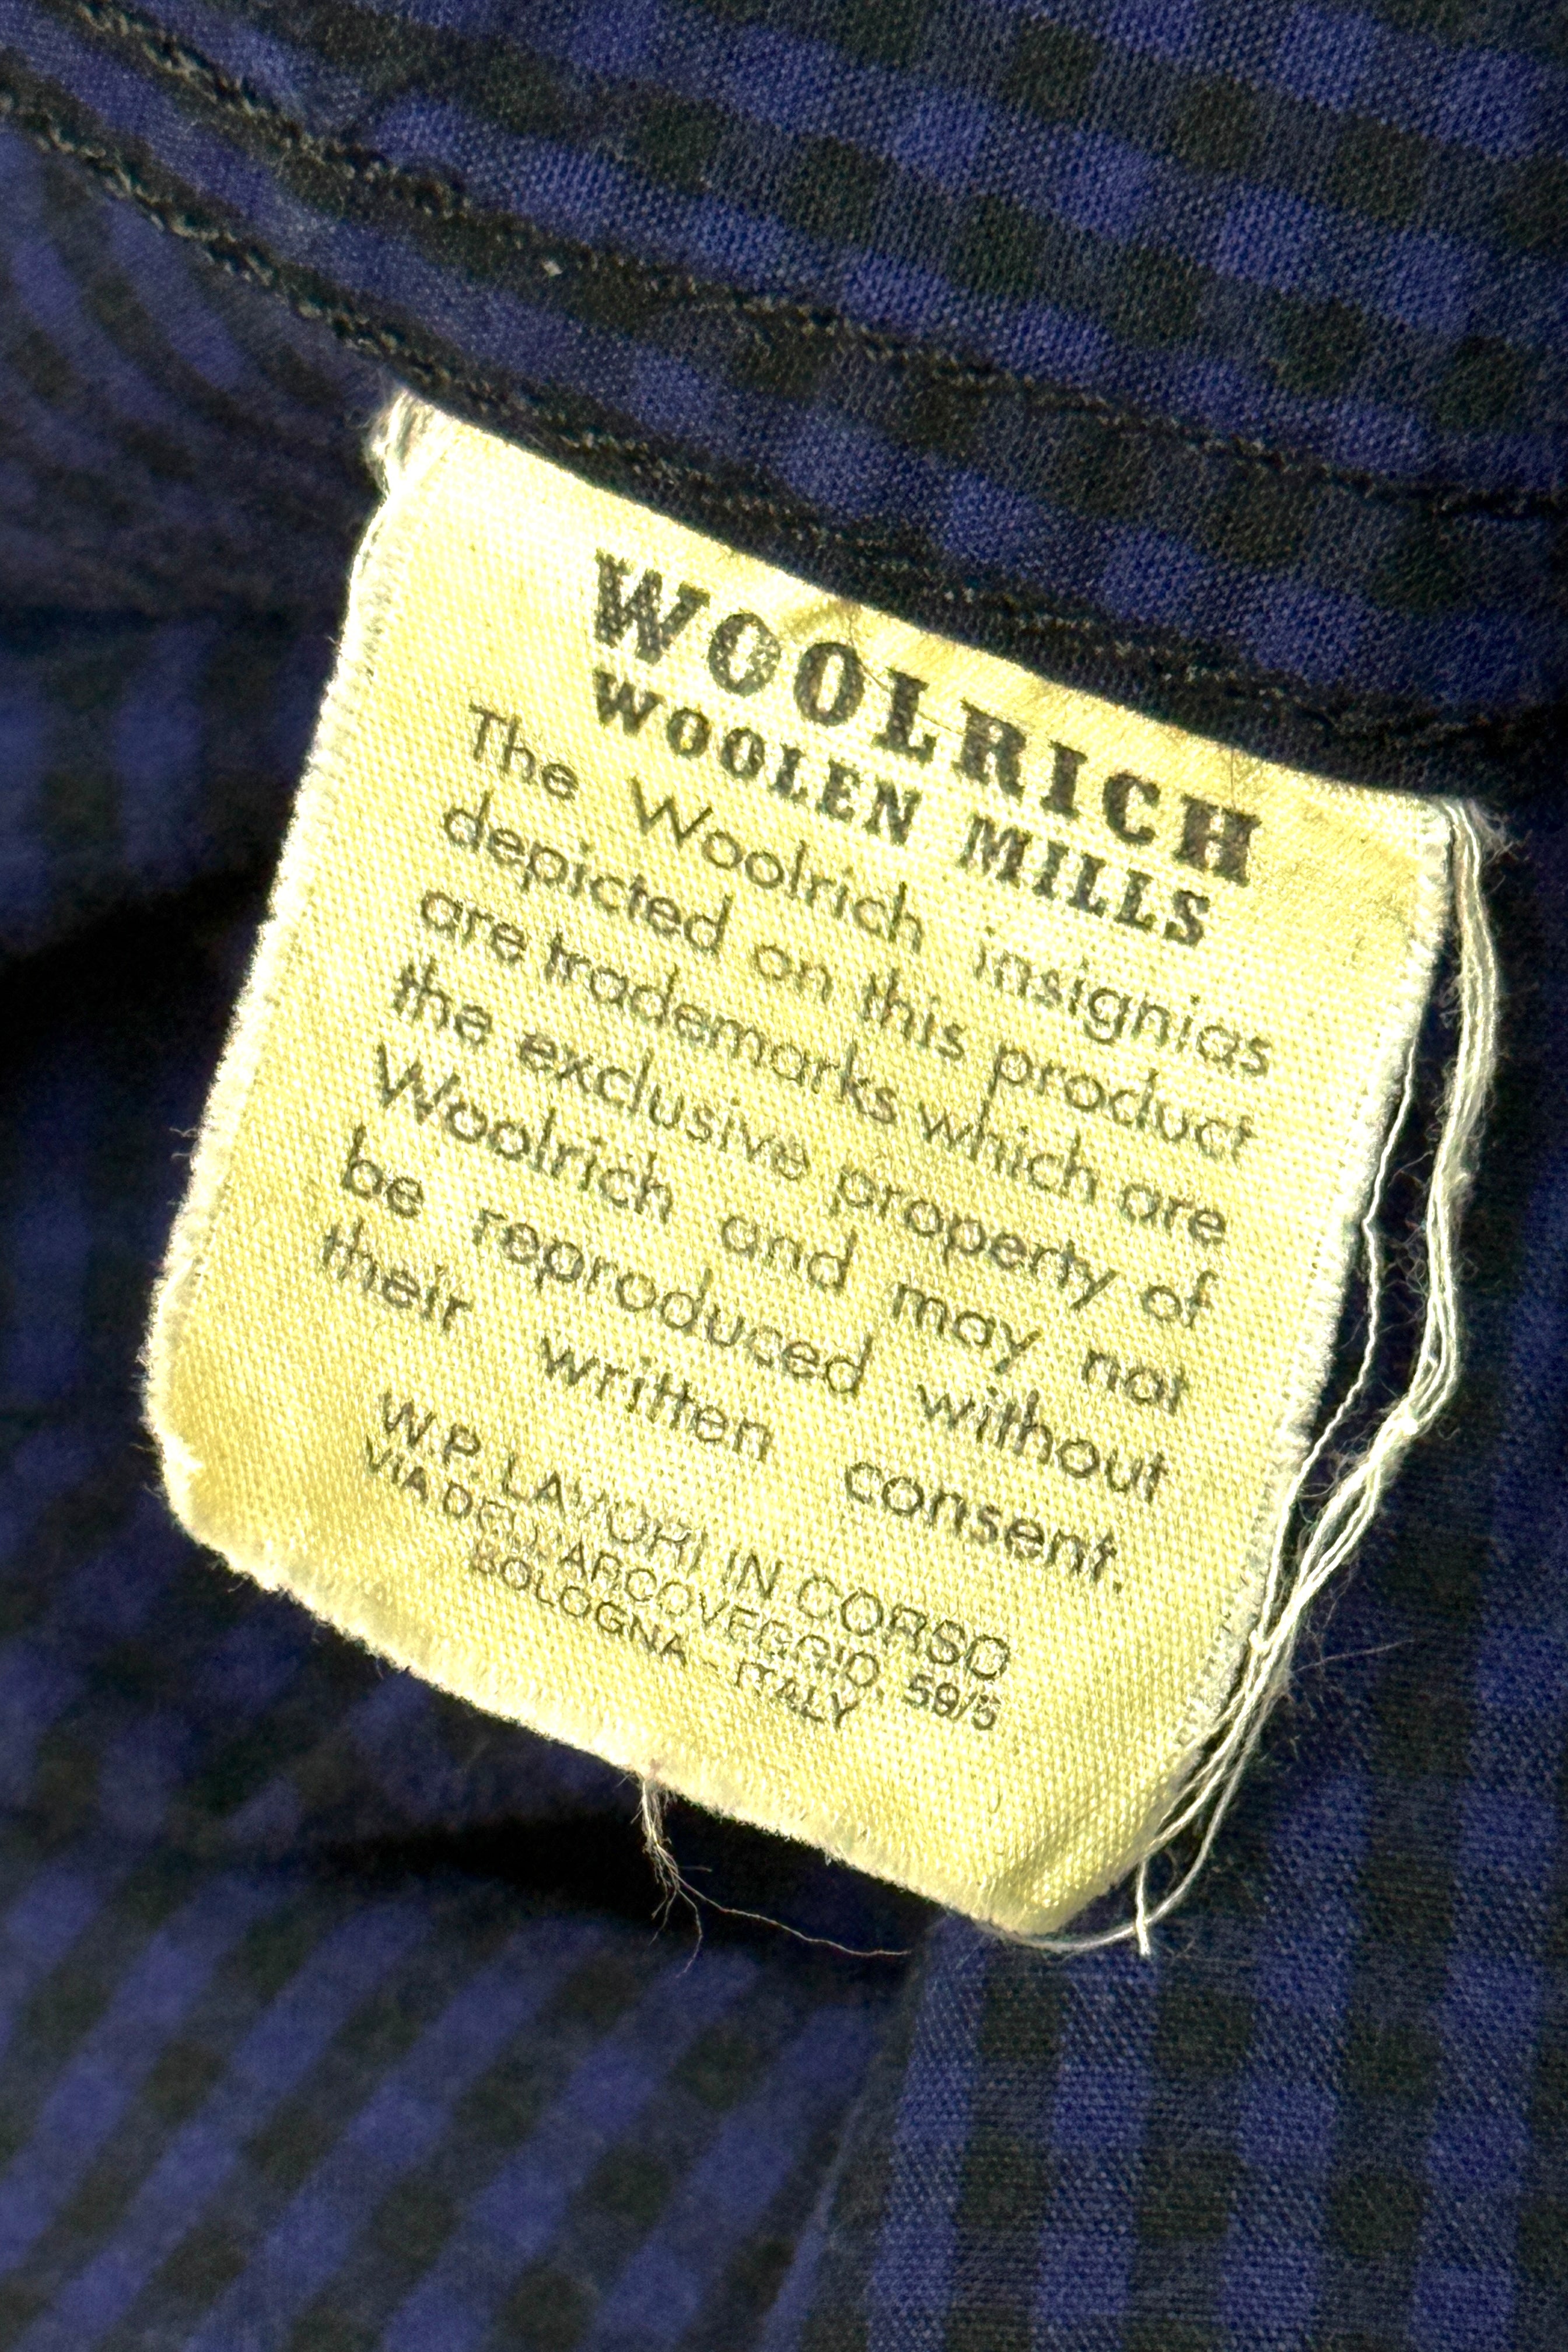 WOOLRICH
WOOLEN MILLS
The Woolrich insignias
depicted on this product
are trademarks which are
the exclusive property of
Woolrich and may not
be reproduced without
their written consent.
W.P. LAVORI IN CORSO
VIA DELL'ARCOVEGGIO, 59/5
BOLOGNA - ITALY